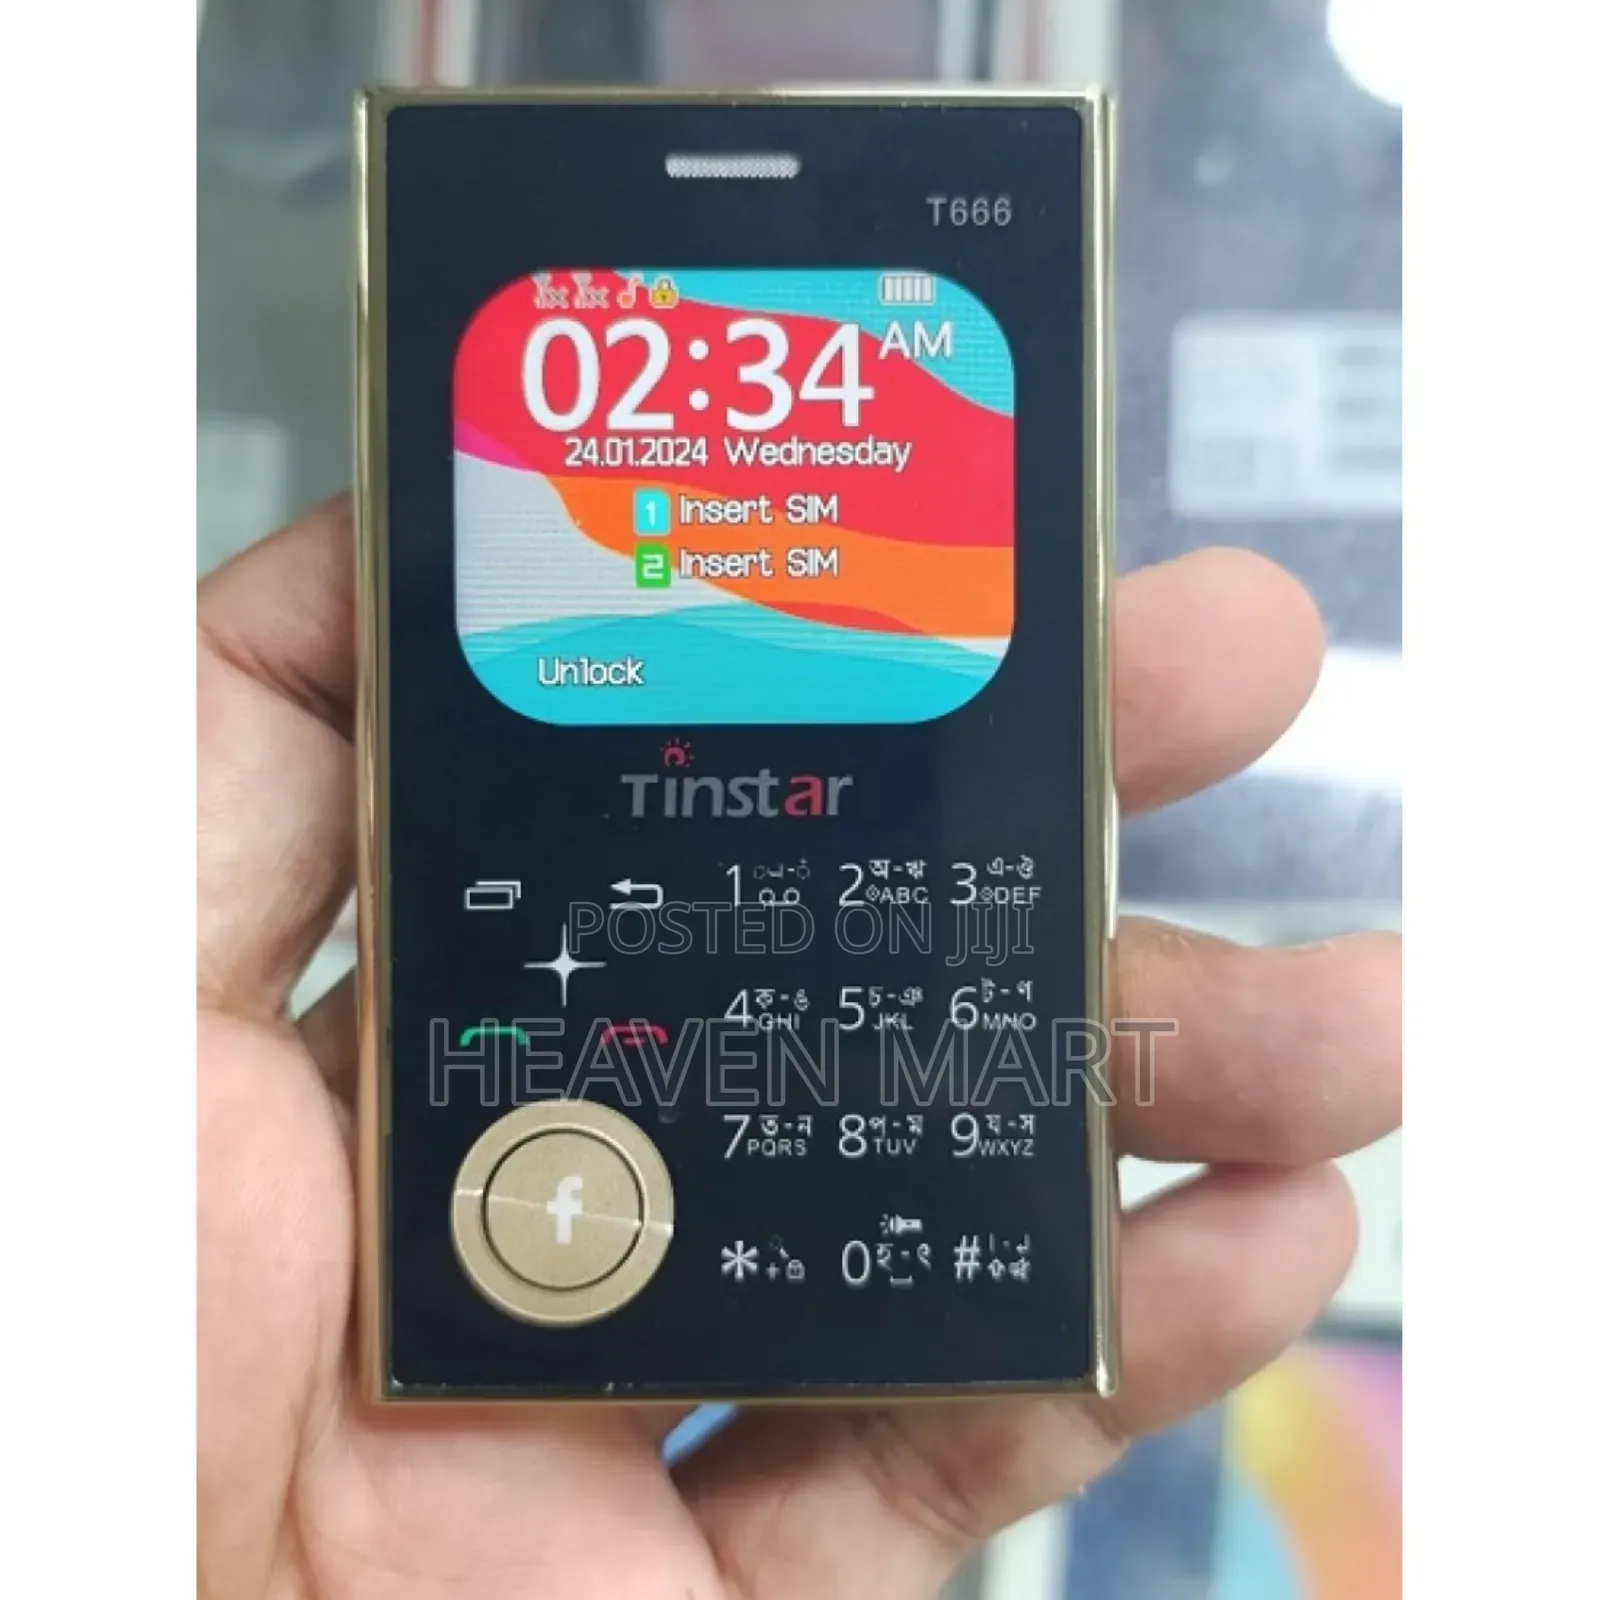 T666
02:34 AM
24.01.2024 Wednesday
1 Insert SIM
2 Insert SIM
Unlock
Tinstar
1 2 অ-ঝ ABC 3 এ-ঔ DEF
POSTED ON JIJI
4 ক-ঙ GHI 5 চ-ঞ JKL 6 ট-ণ MNO
HEAVEN MART
7 ত-ন PQRS 8 প-ম TUV 9 য-স WXYZ
f
* + 0 হ-ৎ #